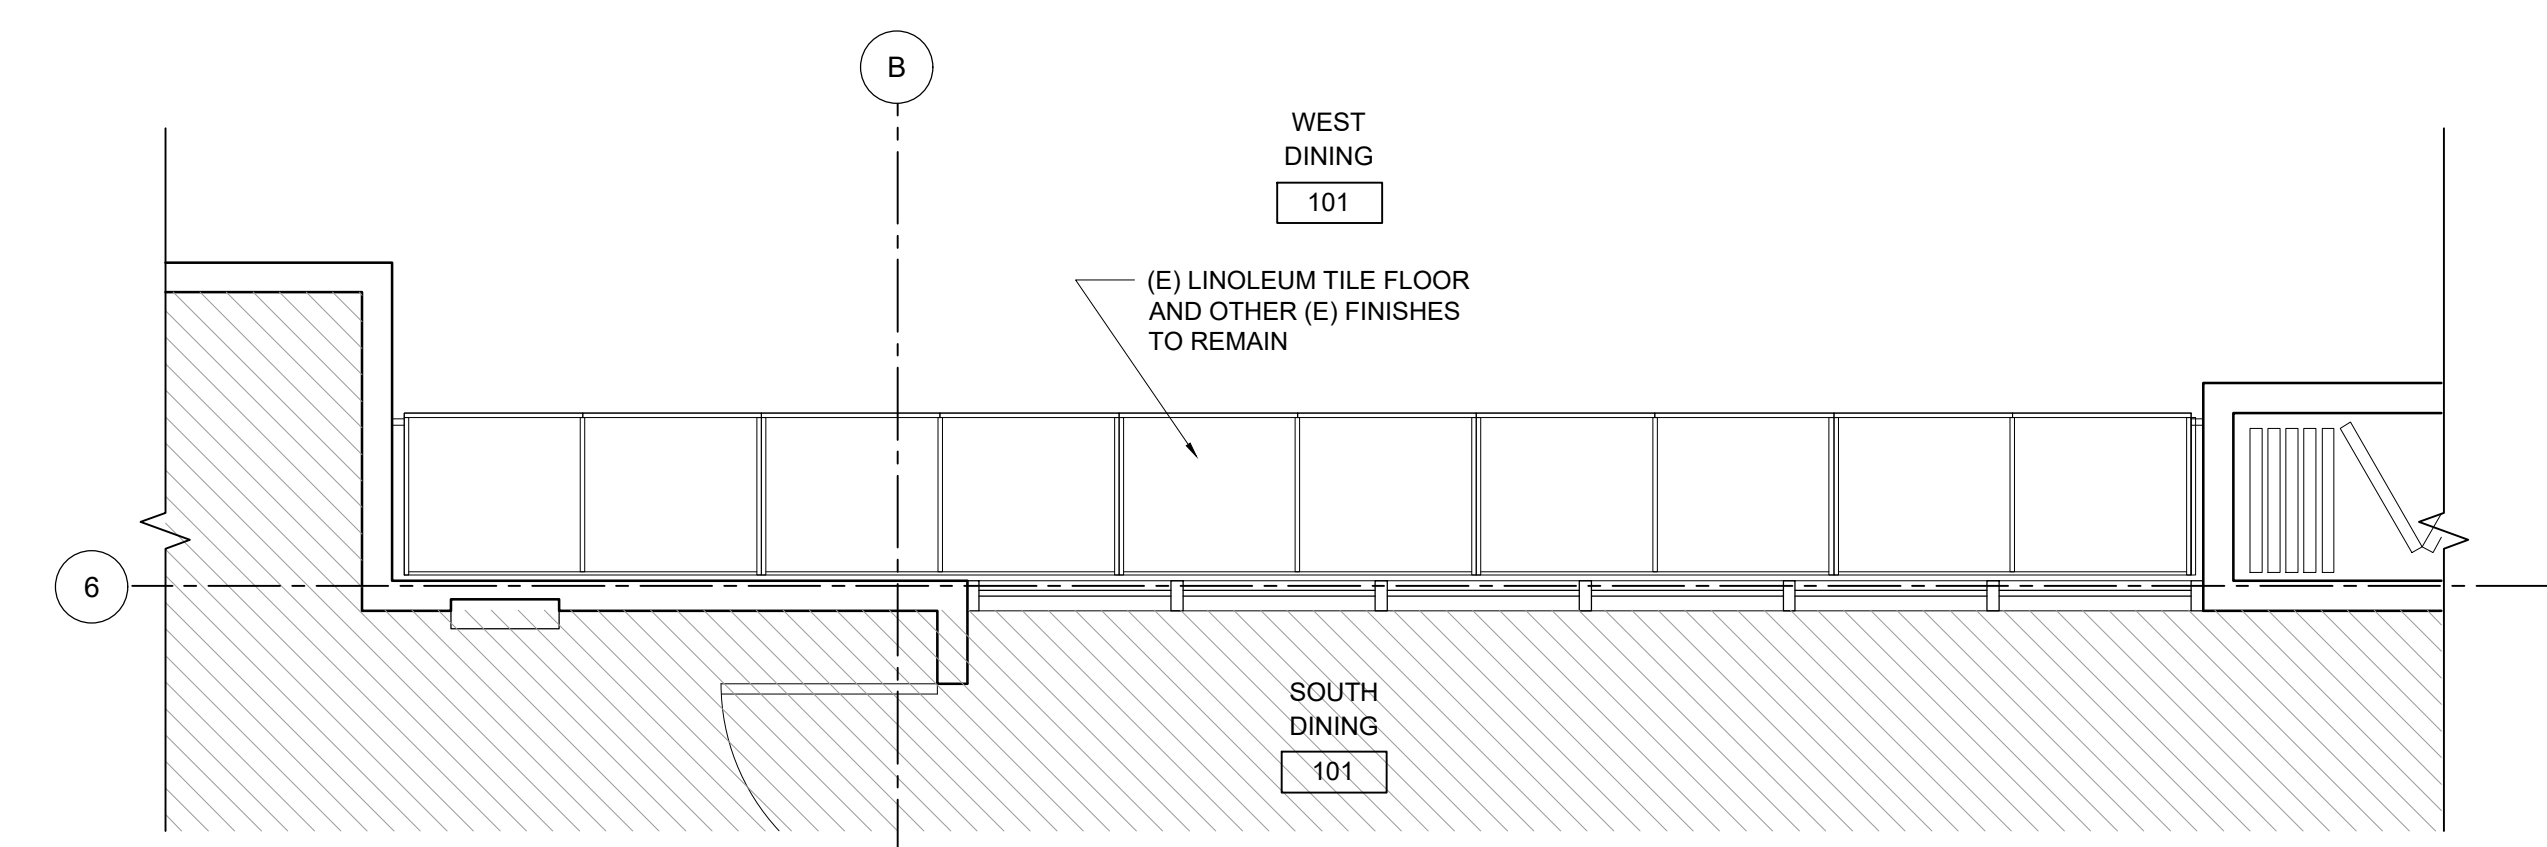 B
WEST
DINING
101
(E) LINOLEUM TILE FLOOR
AND OTHER (E) FINISHES
TO REMAIN
6
SOUTH
DINING
101